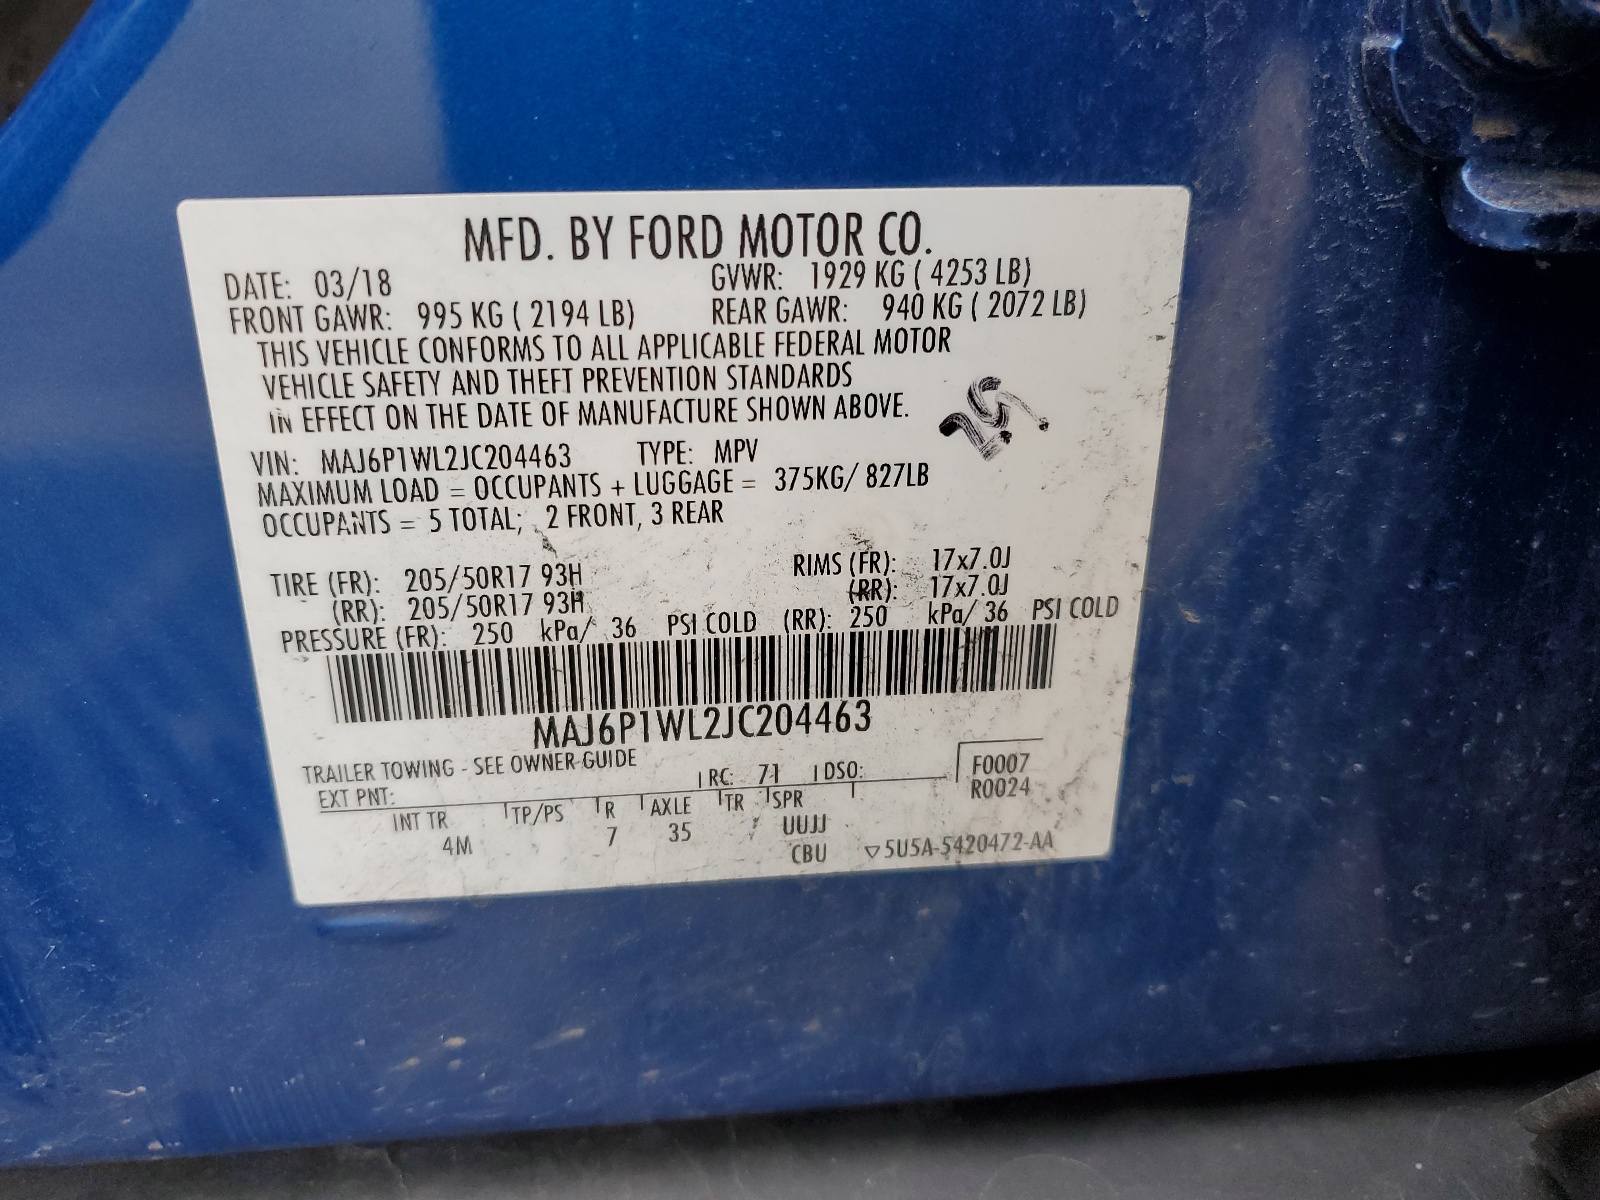 MFD. BY FORD MOTOR CO.
DATE: 03/18 GVWR: 1929 KG ( 4253 LB)
FRONT GAWR: 995 KG ( 2194 LB) REAR GAWR: 940 KG ( 2072 LB)
THIS VEHICLE CONFORMS TO ALL APPLICABLE FEDERAL MOTOR
VEHICLE SAFETY AND THEFT PREVENTION STANDARDS
IN EFFECT ON THE DATE OF MANUFACTURE SHOWN ABOVE.
VIN: MAJ6P1WL2JC204463 TYPE: MPV
MAXIMUM LOAD = OCCUPANTS + LUGGAGE = 375KG/ 827LB
OCCUPANTS = 5 TOTAL; 2 FRONT, 3 REAR
TIRE (FR): 205/50R17 93H RIMS (FR): 17x7.0J
(RR): 205/50R17 93H (RR): 17x7.0J
PRESSURE (FR): 250 kPa/ 36 PSI COLD (RR): 250 kPa/ 36 PSI COLD
MAJ6P1WL2JC204463
TRAILER TOWING - SEE OWNER GUIDE
EXT PNT: RC: 71 DSO: F0007
R0024
INT TR TP/PS R AXLE TR SPR
4M 7 35 UUJJ
CBU ▽5U5A-5420472-AA